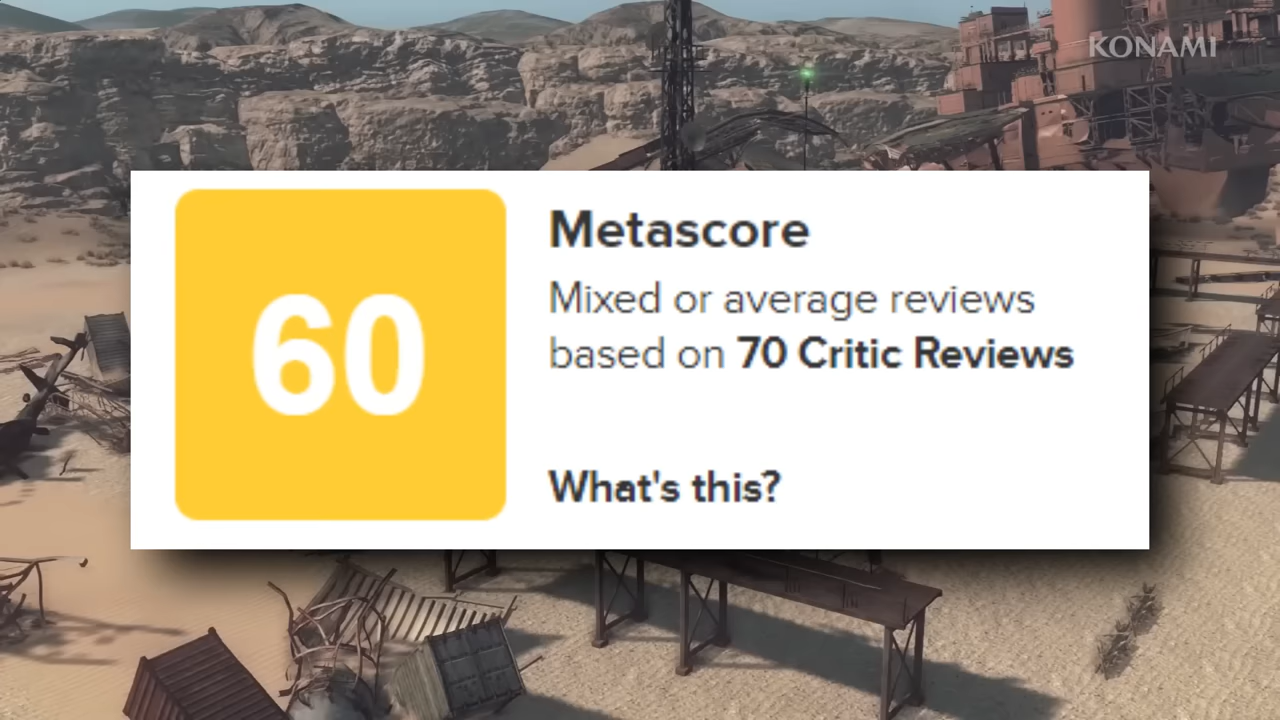 KONAMI
60
Metascore
Mixed or average reviews
based on 70 Critic Reviews
What's this?